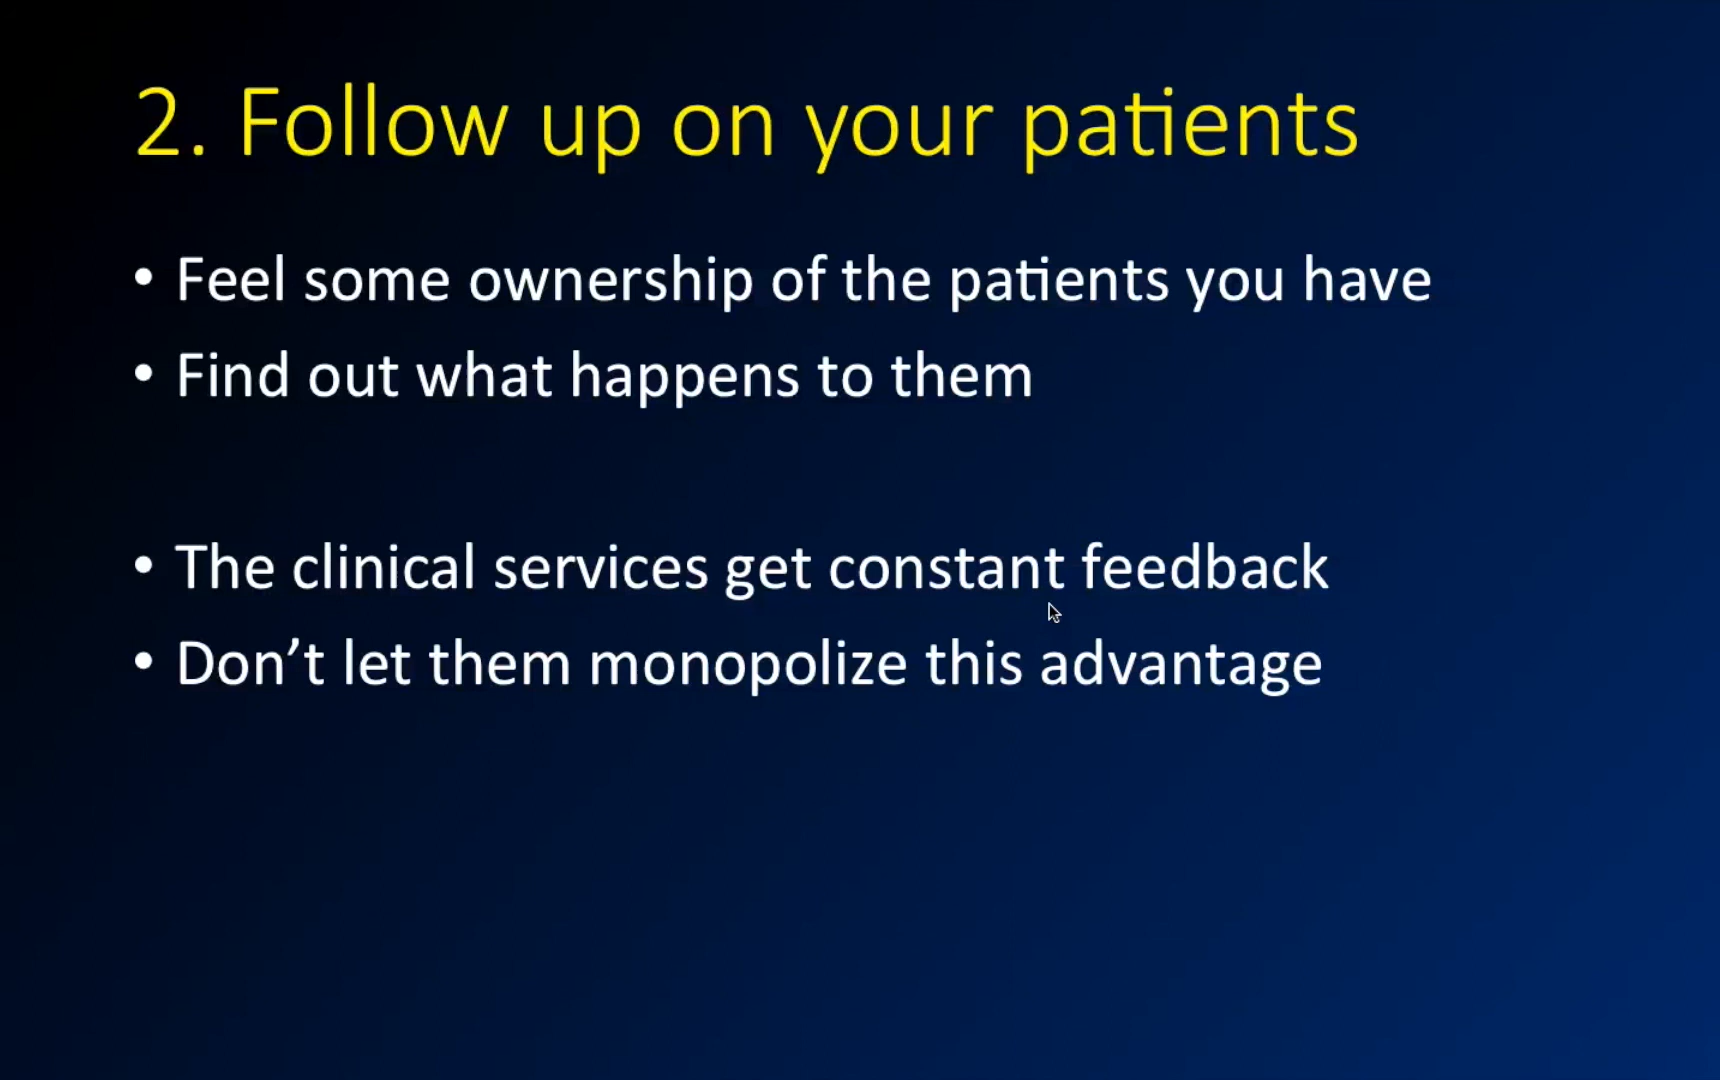 2. Follow up on your patients
• Feel some ownership of the patients you have
• Find out what happens to them
• The clinical services get constant feedback
• Don’t let them monopolize this advantage